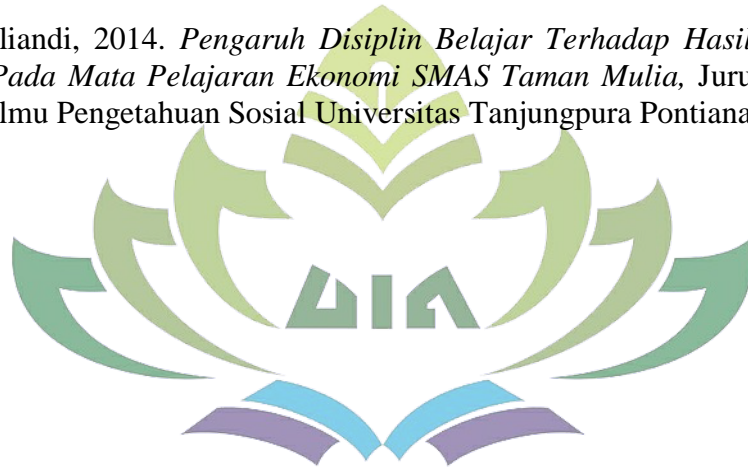 liandi, 2014. Pengaruh Disiplin Belajar Terhadap Hasil
Pada Mata Pelajaran Ekonomi SMAS Taman Mulia, Juru
lmu Pengetahuan Sosial Universitas Tanjungpura Pontiana
UIN